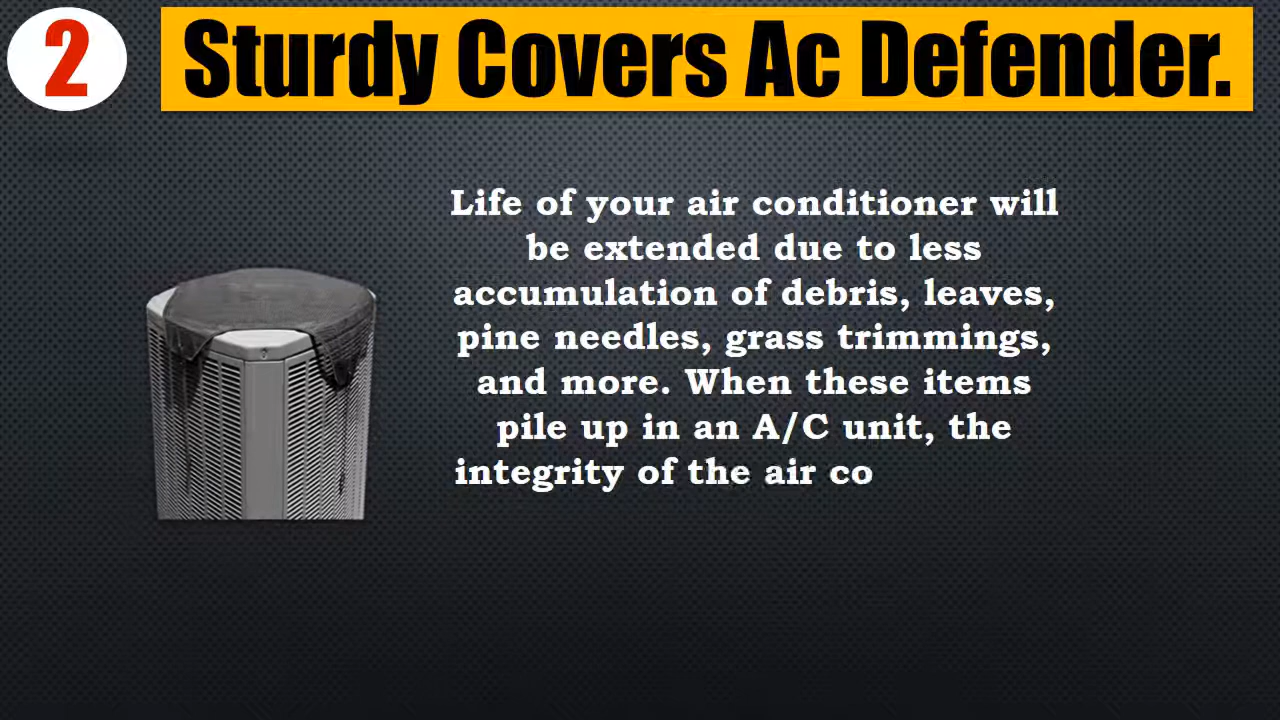 2
Sturdy Covers Ac Defender.
Life of your air conditioner will
be extended due to less
accumulation of debris, leaves,
pine needles, grass trimmings,
and more. When these items
pile up in an A/C unit, the
integrity of the air co